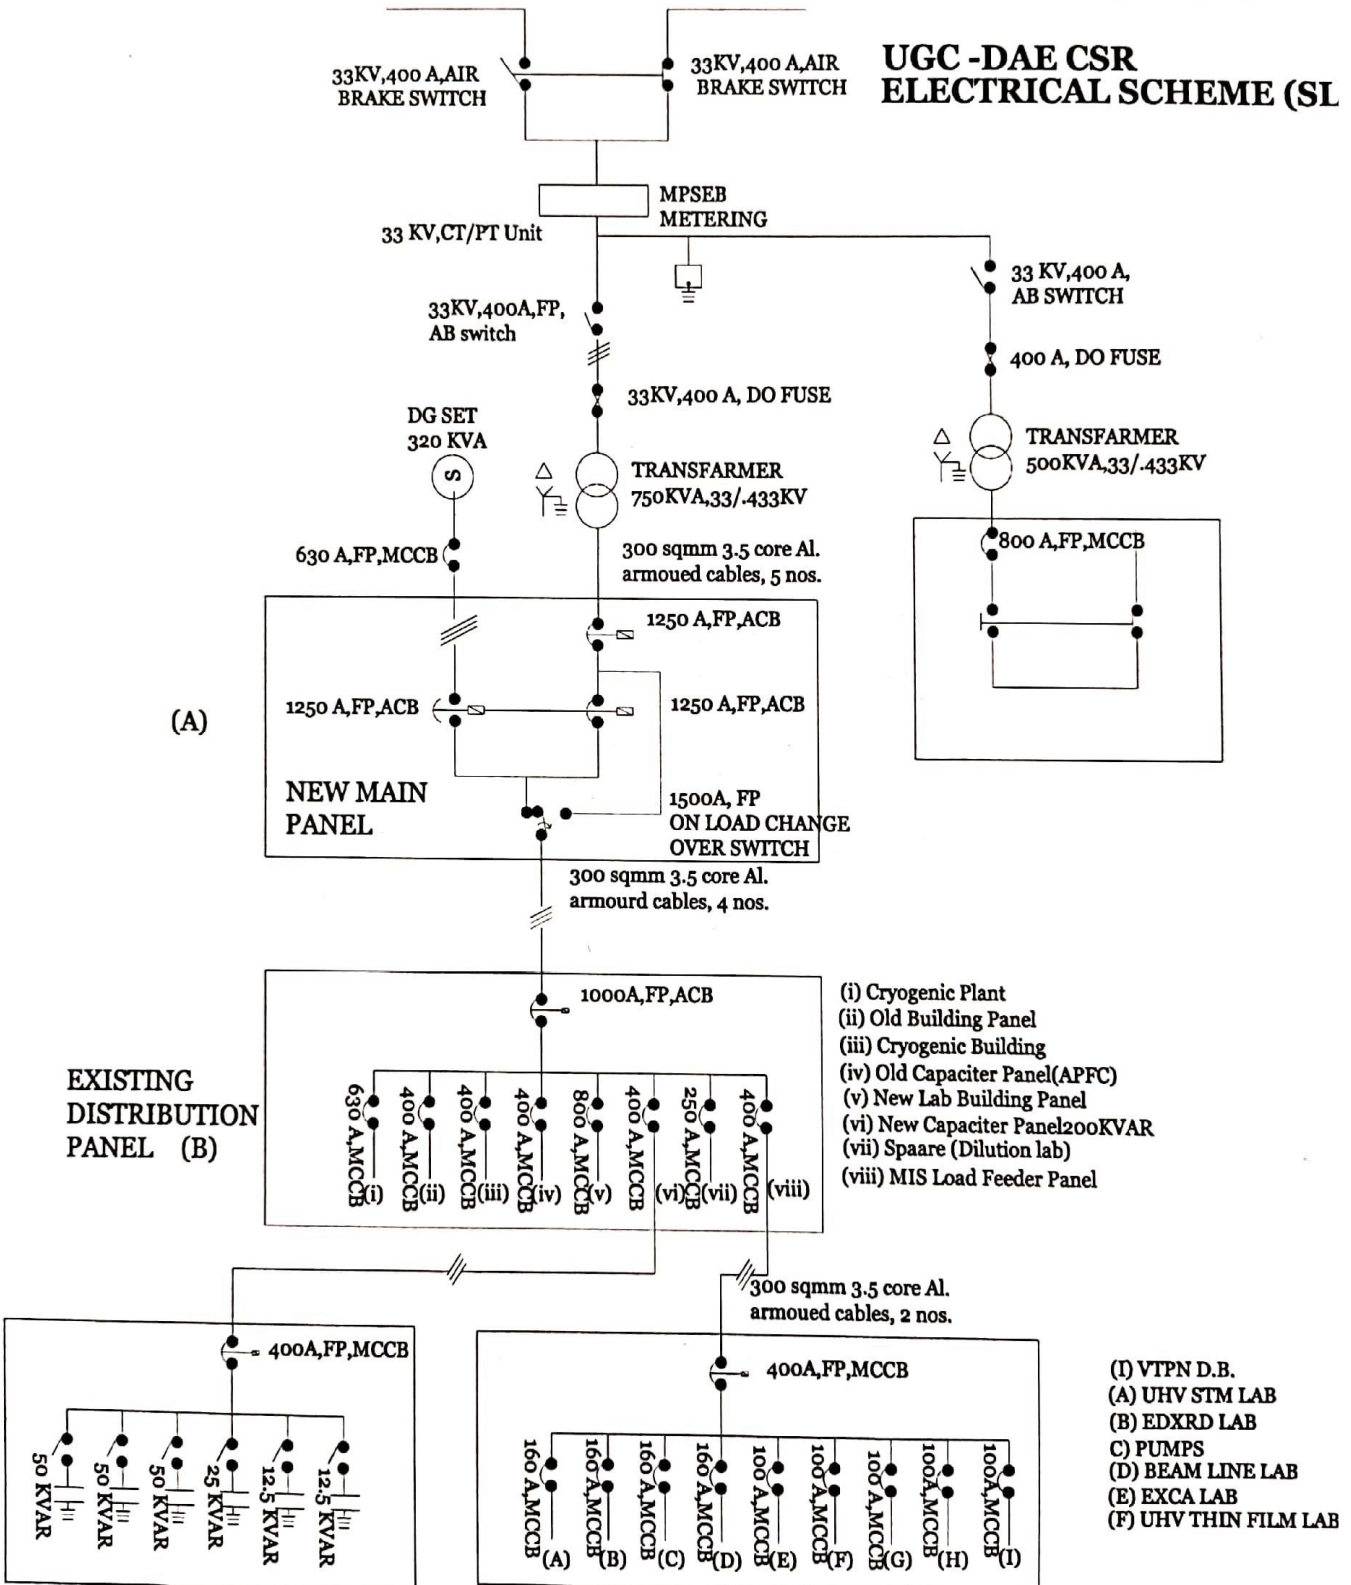 UGC -DAE CSR
ELECTRICAL SCHEME (SL
33KV,400 A,AIR
BRAKE SWITCH
33KV,400 A,AIR
BRAKE SWITCH
MPSEB
METERING
33 KV,CT/PT Unit
33 KV,400 A,
AB SWITCH
33KV,400A,FP,
AB switch
400 A, DO FUSE
33KV,400 A, DO FUSE
DG SET
320 KVA
S
TRANSFARMER
500KVA,33/.433KV
TRANSFARMER
750KVA,33/.433KV
630 A,FP,MCCB
800 A,FP,MCCB
300 sqmm 3.5 core Al.
armoued cables, 5 nos.
1250 A,FP,ACB
1250 A,FP,ACB
1250 A,FP,ACB
(A)
NEW MAIN
PANEL
1500A, FP
ON LOAD CHANGE
OVER SWITCH
300 sqmm 3.5 core Al.
armourd cables, 4 nos.
1000A,FP,ACB
EXISTING
DISTRIBUTION
PANEL (B)
630 A,MCCB
(i)
400 A,MCCB
(ii)
400 A,MCCB
(iii)
400 A,MCCB
(iv)
800 A,MCCB
(v)
400 A,MCCB
(vi)
250 A,MCCB
(vii)
400 A,MCCB
(viii)
(i) Cryogenic Plant
(ii) Old Building Panel
(iii) Cryogenic Building
(iv) Old Capaciter Panel(APFC)
(v) New Lab Building Panel
(vi) New Capaciter Panel200KVAR
(vii) Spaare (Dilution lab)
(viii) MIS Load Feeder Panel
300 sqmm 3.5 core Al.
armoued cables, 2 nos.
400A,FP,MCCB
50 KVAR
50 KVAR
50 KVAR
25 KVAR
12.5 KVAR
12.5 KVAR
400A,FP,MCCB
160 A,MCCB
(A)
160 A,MCCB
(B)
160 A,MCCB
(C)
160 A,MCCB
(D)
100 A,MCCB
(E)
100 A,MCCB
(F)
100 A,MCCB
(G)
100A,MCCB
(H)
100A,MCCB
(I)
(I) VTPN D.B.
(A) UHV STM LAB
(B) EDXRD LAB
C) PUMPS
(D) BEAM LINE LAB
(E) EXCA LAB
(F) UHV THIN FILM LAB